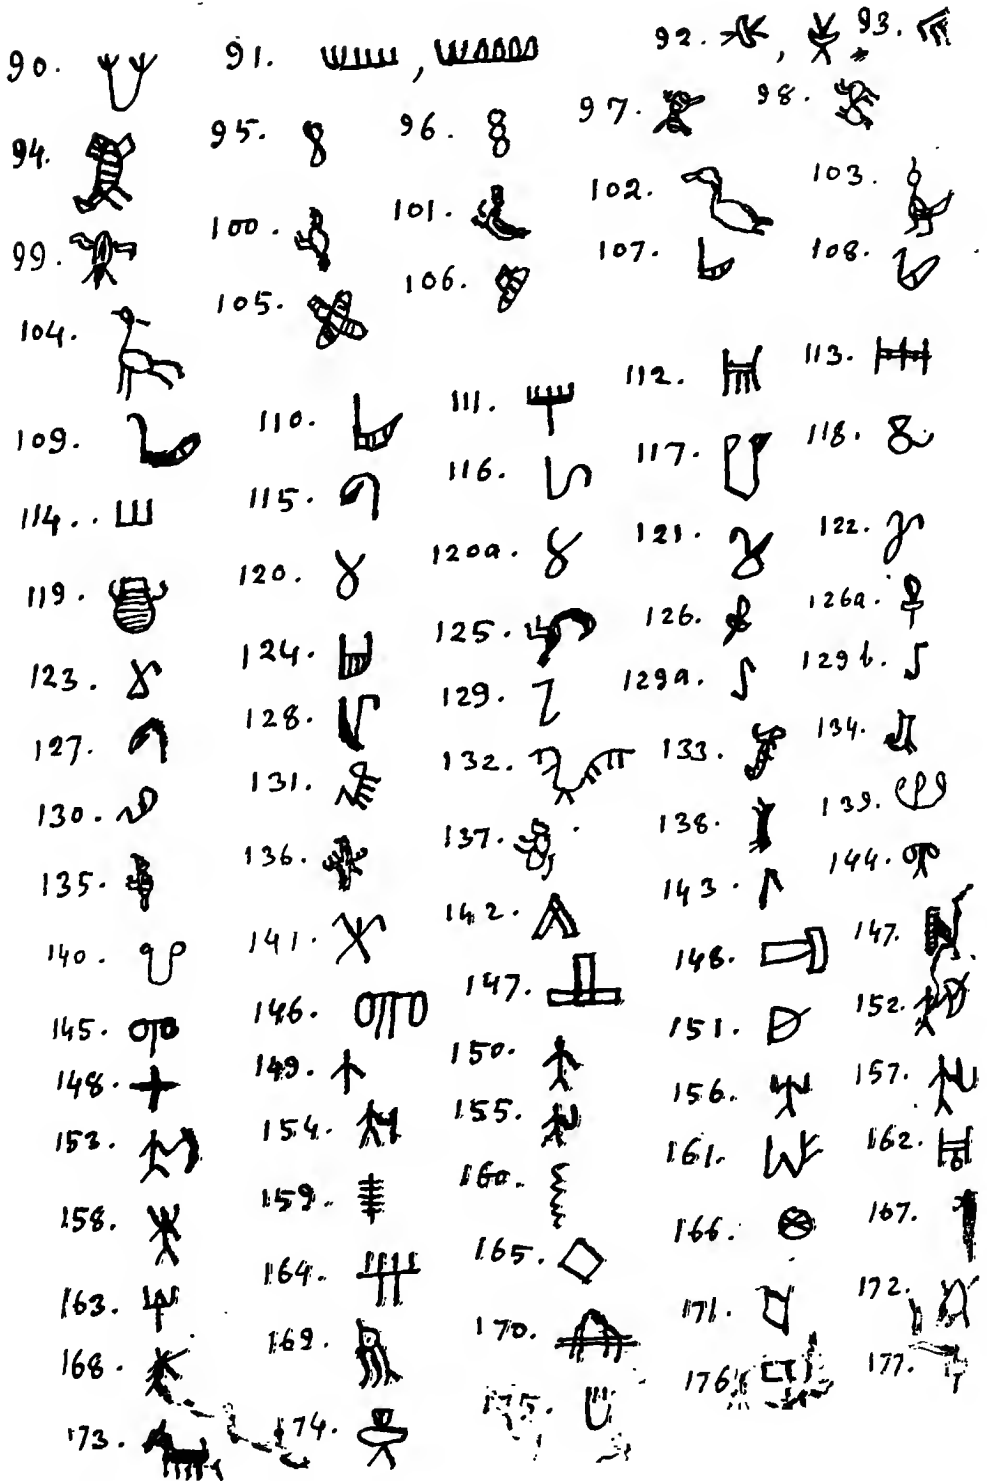 90. 91. , 92. , 93.
94. 95. 96. 97. 98.
99. 100. 101. 102. 103.
104. 105. 106. 107. 108.
109. 110. 111. 112. 113.
114.. 115. 116. 117. 118.
119. 120. 120a. 121. 122.
123. 124. 125. 126. 126a.
127. 128. 129. 129a. 129b.
130. 131. 132. 133. 134.
135. 136. 137. 138. 139.
140. 141. 142. 143. 144.
145. 146. 147. 148. 147.
148. 149. 150. 151. 152.
153. 154. 155. 156. 157.
158. 159. 160. 161. 162.
163. 164. 165. 166. 167.
168. 169. 170. 171. 172.
173. 174. 175. 176. 177.